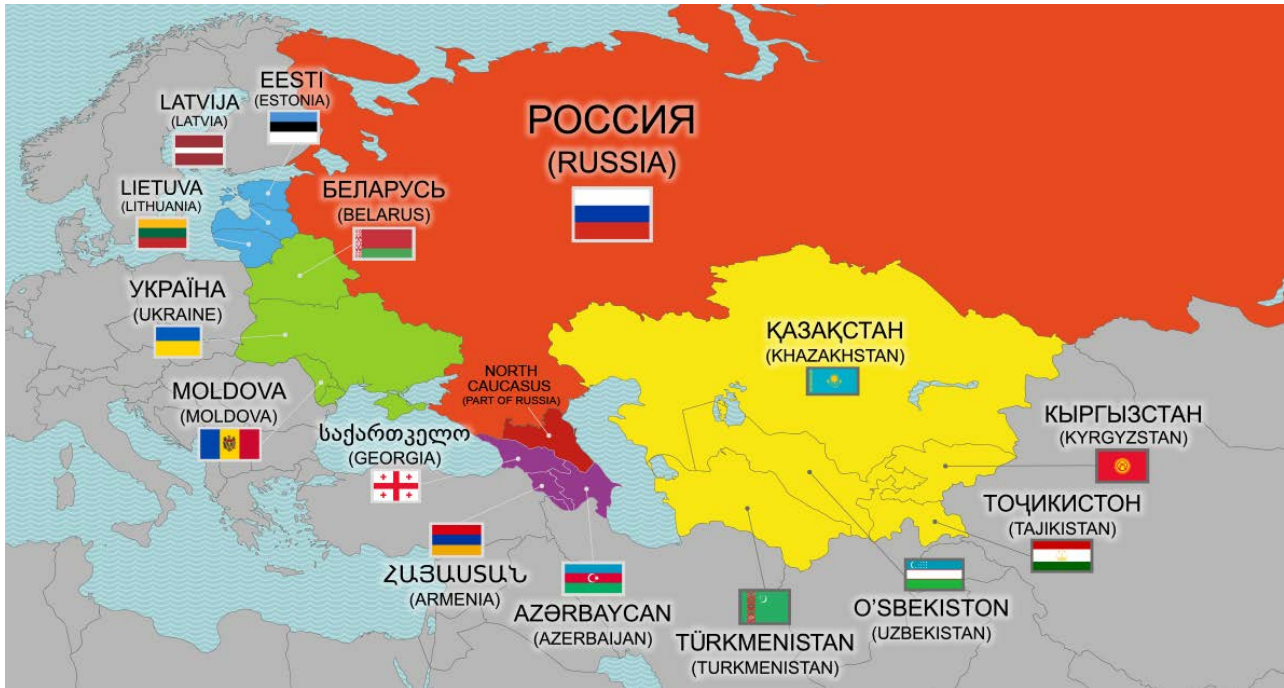 EESTI
(ESTONIA)
LATVIJA
(LATVIA)
LIETUVA
(LITHUANIA)
РОССИЯ
(RUSSIA)
БЕЛАРУСЬ
(BELARUS)
УКРАЇНА
(UKRAINE)
MOLDOVA
(MOLDOVA)
NORTH
CAUCASUS
(PART OF RUSSIA)
ҚАЗАҚСТАН
(KHAZAKHSTAN)
საქართველო
(GEORGIA)
КЫРГЫЗСТАН
(KYRGYZSTAN)
ТОҶИКИСТОН
(TAJIKISTAN)
ՀԱՅԱՍՏԱՆ
(ARMENIA)
AZƏRBAYCAN
(AZERBAIJAN)
TÜRKMENISTAN
(TURKMENISTAN)
O'SBEKISTON
(UZBEKISTAN)